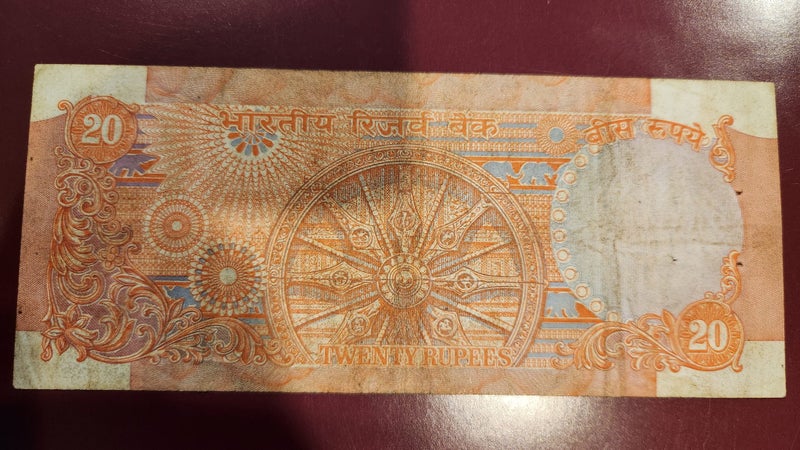 20
भारतीय रिज़र्व बैंक
बीस रुपये
TWENTY RUPEES
20